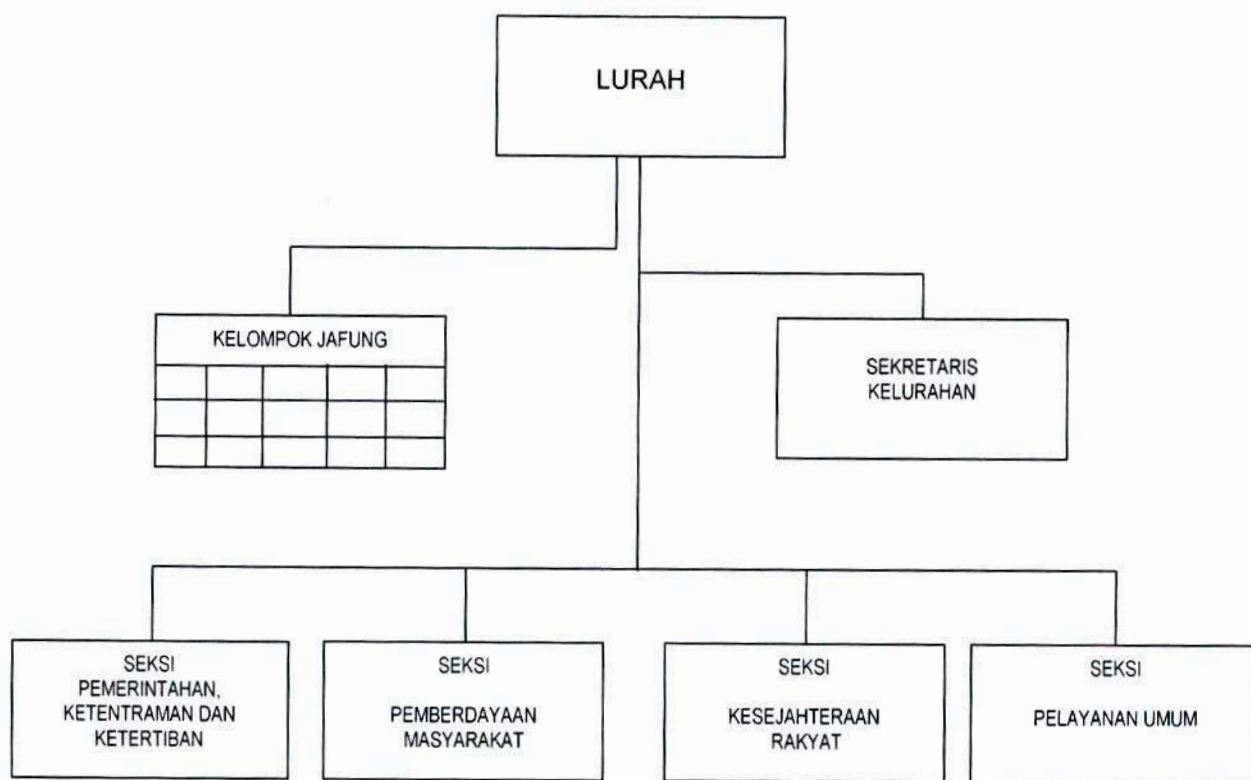 LURAH
KELOMPOK JAFUNG
SEKRETARIS
KELURAHAN
SEKSI
PEMERINTAHAN,
KETENTRAMAN DAN
KETERTIBAN
SEKSI
PEMBERDAYAAN
MASYARAKAT
SEKSI
KESEJAHTERAAN
RAKYAT
SEKSI
PELAYANAN UMUM